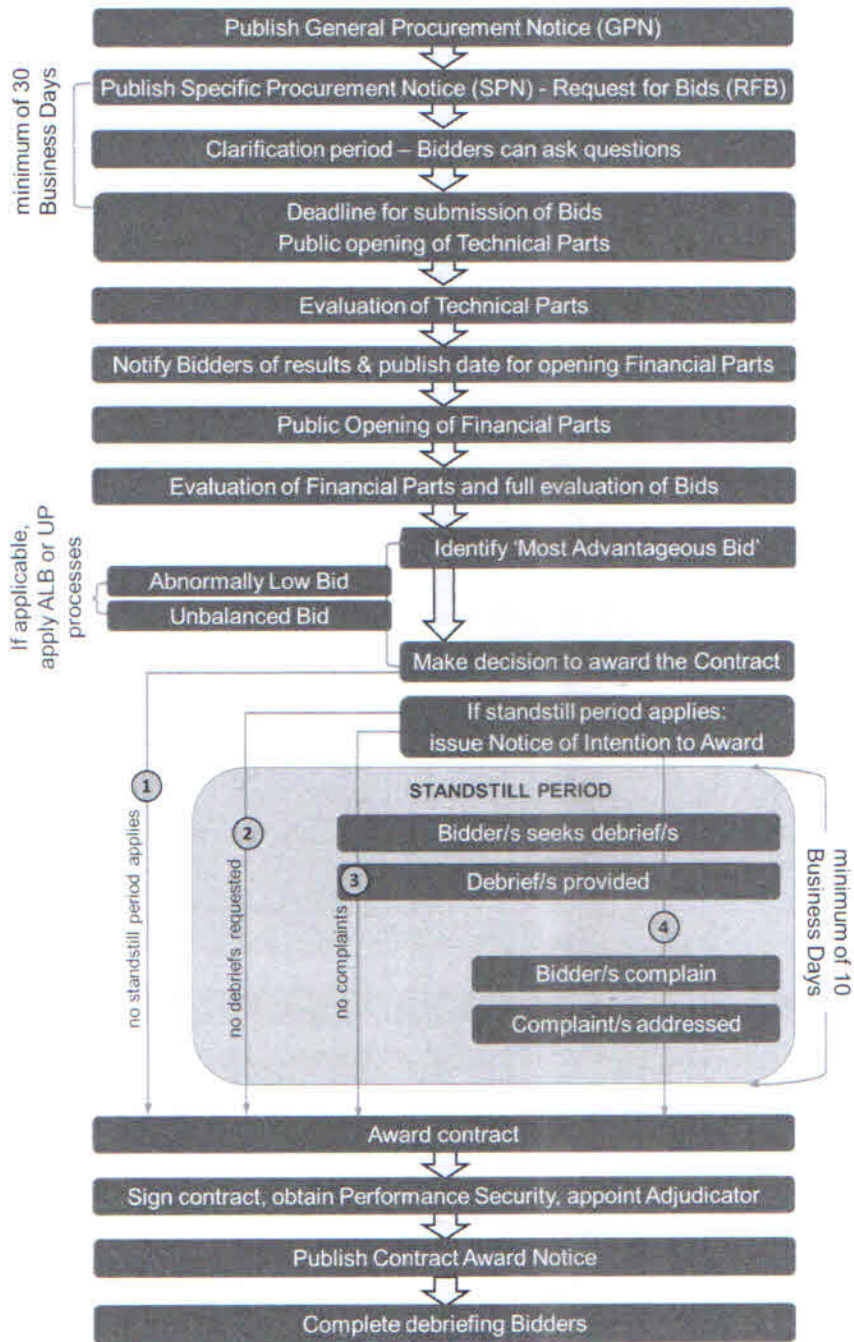 Publish General Procurement Notice (GPN)
minimum of 30
Business Days
Publish Specific Procurement Notice (SPN) - Request for Bids (RFB)
Clarification period – Bidders can ask questions
Deadline for submission of Bids
Public opening of Technical Parts
Evaluation of Technical Parts
Notify Bidders of results & publish date for opening Financial Parts
Public Opening of Financial Parts
Evaluation of Financial Parts and full evaluation of Bids
If applicable,
apply ALB or UP
processes
Identify ‘Most Advantageous Bid’
Abnormally Low Bid
Unbalanced Bid
Make decision to award the Contract
If standstill period applies:
issue Notice of Intention to Award
1
no standstill period applies
STANDSTILL PERIOD
2
no debriefs requested
Bidder/s seeks debrief/s
3
no complaints
Debrief/s provided
4
Bidder/s complain
Complaint/s addressed
minimum of 10
Business Days
Award contract
Sign contract, obtain Performance Security, appoint Adjudicator
Publish Contract Award Notice
Complete debriefing Bidders